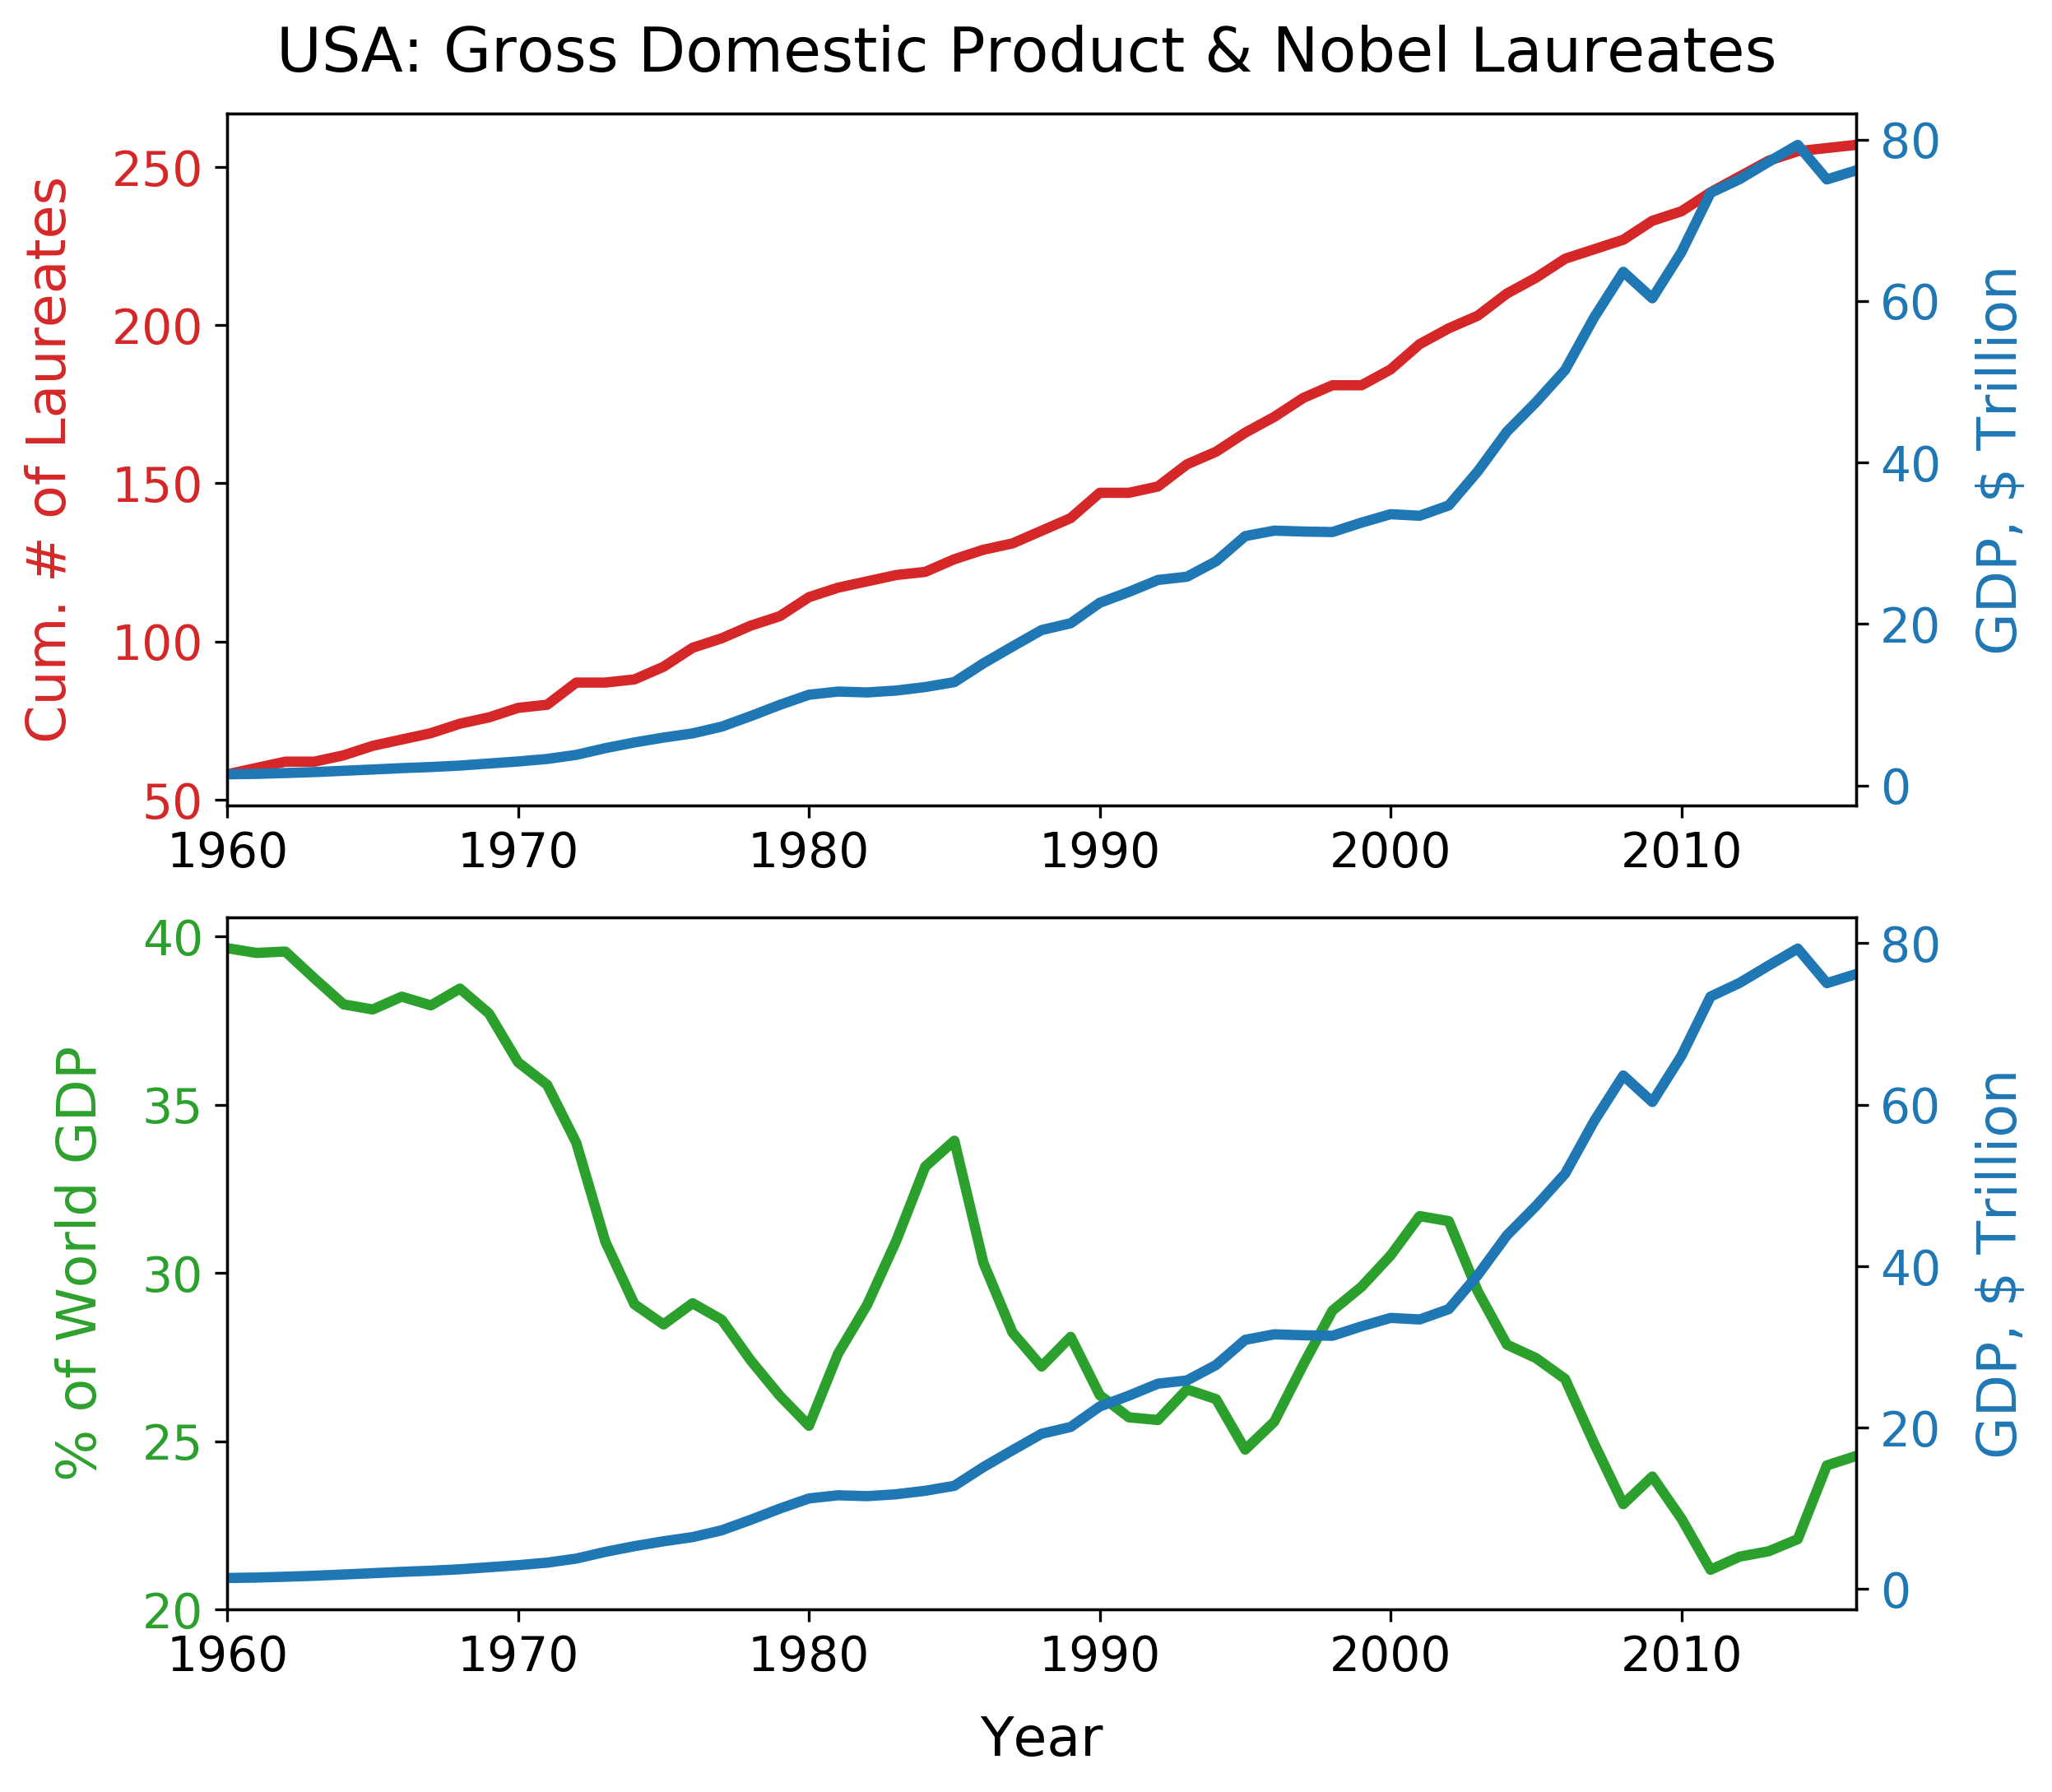 USA: Gross Domestic Product & Nobel Laureates
Cum. # of Laureates
250
200
150
100
50
80
60
40
20
0
GDP, $ Trillion
1960 1970 1980 1990 2000 2010
% of World GDP
40
35
30
25
20
80
60
40
20
0
GDP, $ Trillion
1960 1970 1980 1990 2000 2010
Year